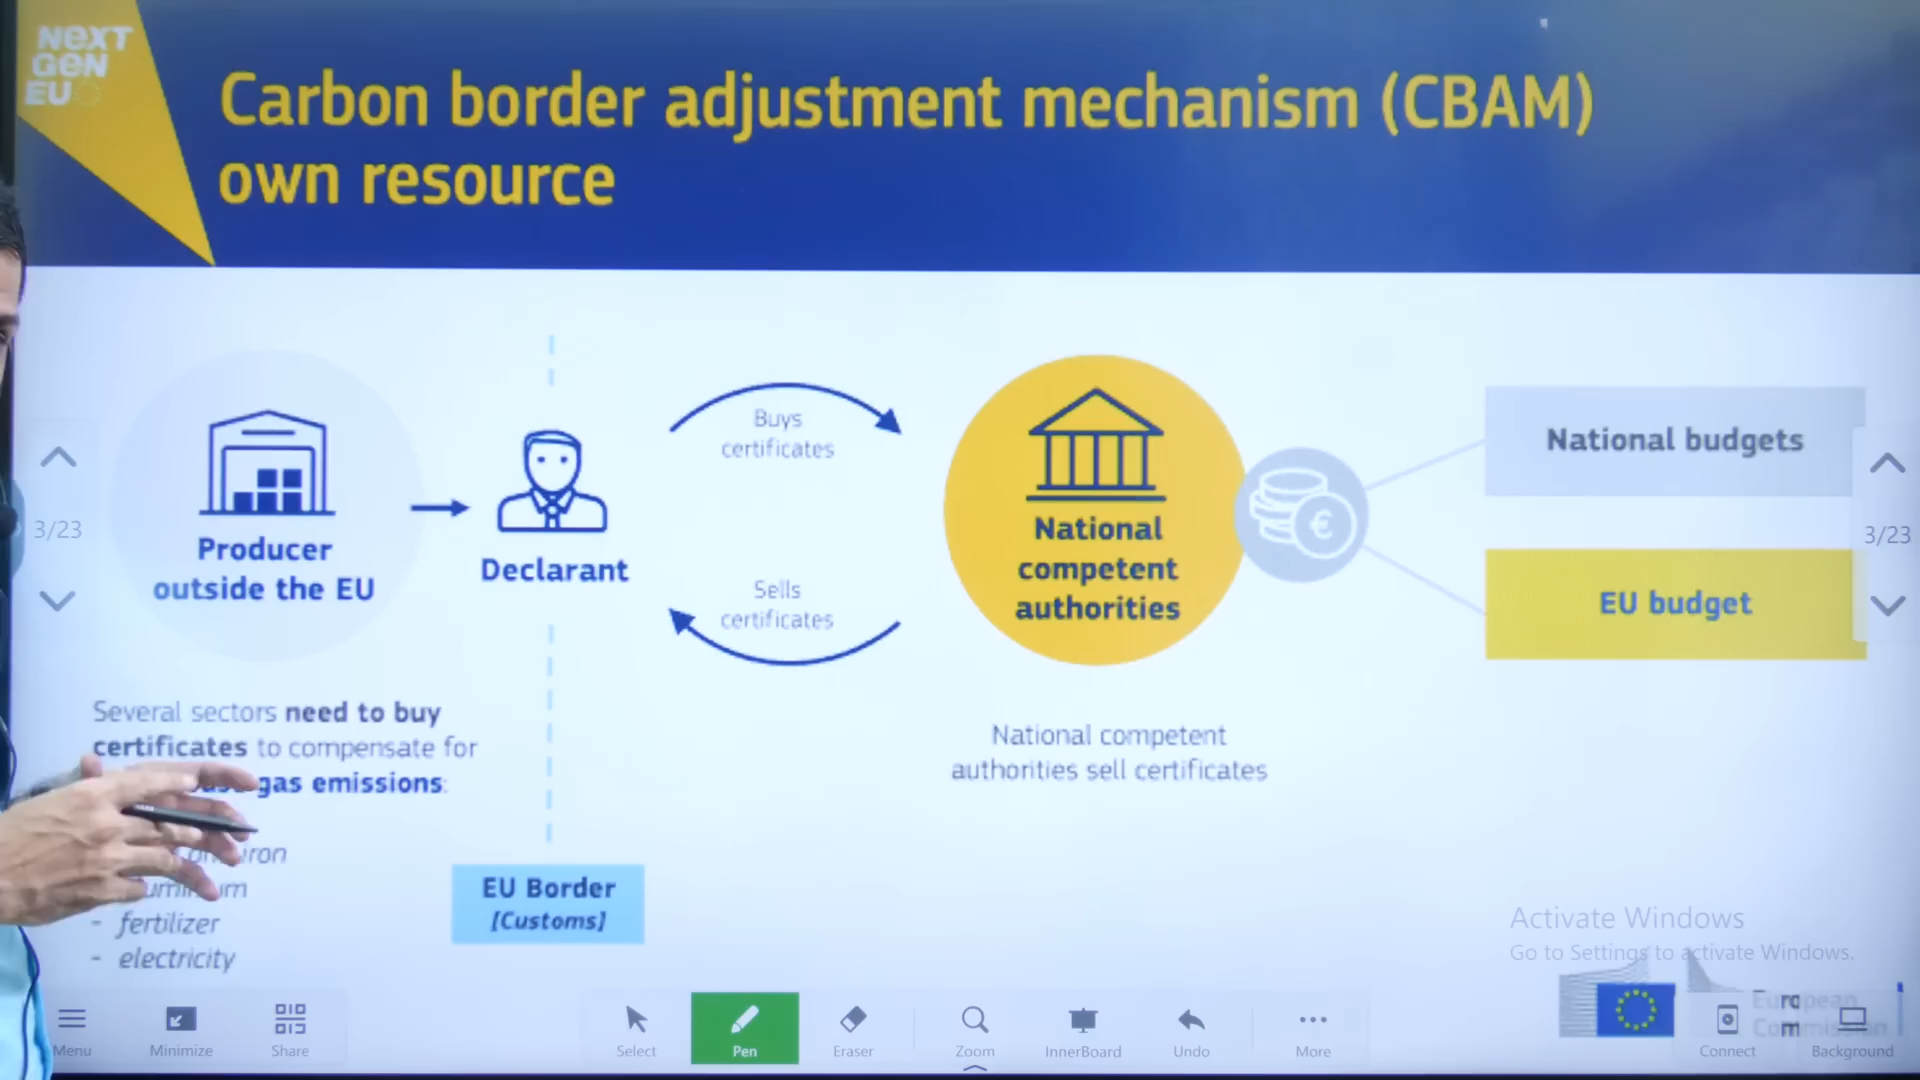 NEXT
GEN
EU
Carbon border adjustment mechanism (CBAM)
own resource
Buys
certificates
National budgets
3/23
Producer
outside the EU
Declarant
National
competent
authorities
3/23
Sells
certificates
EU budget
Several sectors need to buy
certificates to compensate for
gas emissions:
iron
- fertilizer
- electricity
National competent
authorities sell certificates
EU Border
[Customs]
Activate Windows
Go to Settings to activate Windows.
European
Menu
Minimize
Share
Select
Pen
Eraser
Zoom
InnerBoard
Undo
More
Connect
Background